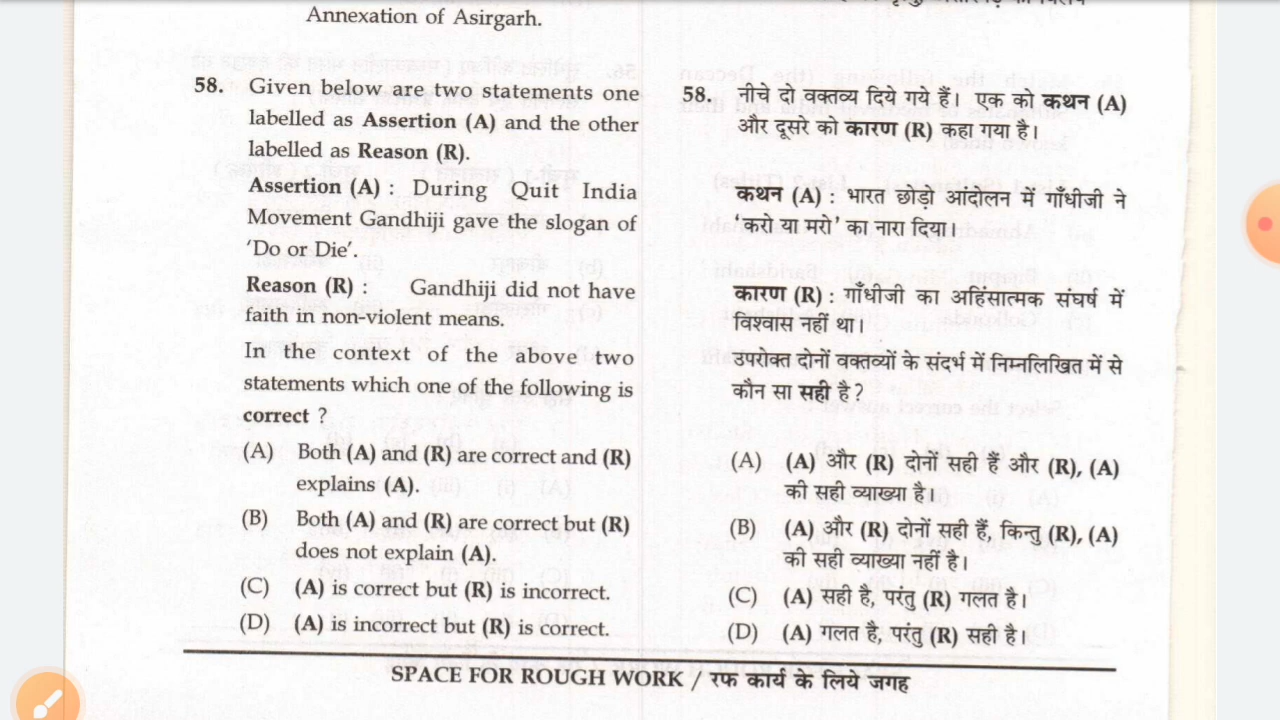 Annexation of Asirgarh.
58. Given below are two statements one
labelled as Assertion (A) and the other
labelled as Reason (R).
Assertion (A) : During Quit India
Movement Gandhiji gave the slogan of
‘Do or Die’.
Reason (R) : Gandhiji did not have
faith in non-violent means.
In the context of the above two
statements which one of the following is
correct ?
(A) Both (A) and (R) are correct and (R)
explains (A).
(B) Both (A) and (R) are correct but (R)
does not explain (A).
(C) (A) is correct but (R) is incorrect.
(D) (A) is incorrect but (R) is correct.
58. नीचे दो वक्तव्य दिये गये हैं। एक को कथन (A)
और दूसरे को कारण (R) कहा गया है।
कथन (A) : भारत छोड़ो आंदोलन में गाँधीजी ने
‘करो या मरो’ का नारा दिया।
कारण (R) : गाँधीजी का अहिंसात्मक संघर्ष में
विश्वास नहीं था।
उपरोक्त दोनों वक्तव्यों के संदर्भ में निम्नलिखित में से
कौन सा सही है ?
(A) (A) और (R) दोनों सही हैं और (R), (A)
की सही व्याख्या है।
(B) (A) और (R) दोनों सही हैं, किन्तु (R), (A)
की सही व्याख्या नहीं है।
(C) (A) सही है, परंतु (R) गलत है।
(D) (A) गलत है, परंतु (R) सही है।
SPACE FOR ROUGH WORK / रफ कार्य के लिये जगह